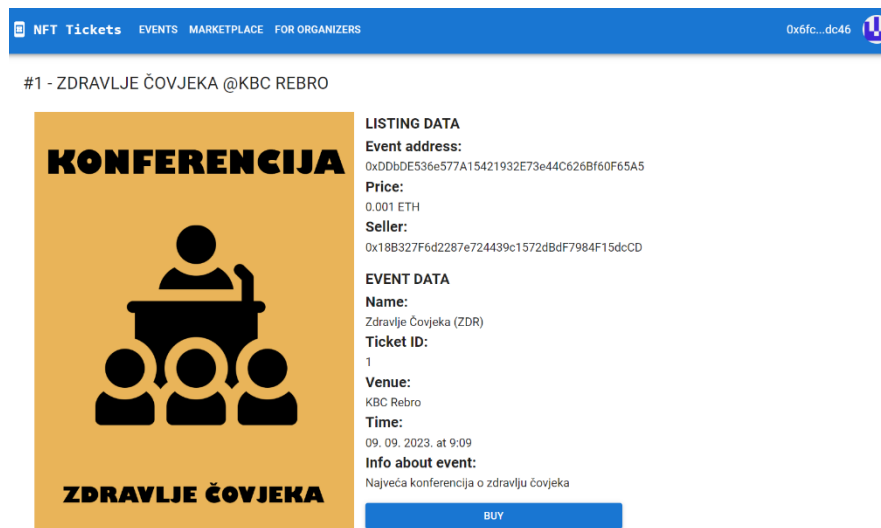 NFT Tickets EVENTS MARKETPLACE FOR ORGANIZERS 0x6fc...dc46
#1 - ZDRAVLJE ČOVJEKA @KBC REBRO
KONFERENCIJA
ZDRAVLJE ČOVJEKA
LISTING DATA
Event address:
0xDDbDE536e577A15421932E73e44C626Bf60F65A5
Price:
0.001 ETH
Seller:
0x18B327F6d2287e724439c1572dBdF7984F15dcCD
EVENT DATA
Name:
Zdravlje Čovjeka (ZDR)
Ticket ID:
1
Venue:
KBC Rebro
Time:
09. 09. 2023. at 9:09
Info about event:
Najveća konferencija o zdravlju čovjeka
BUY